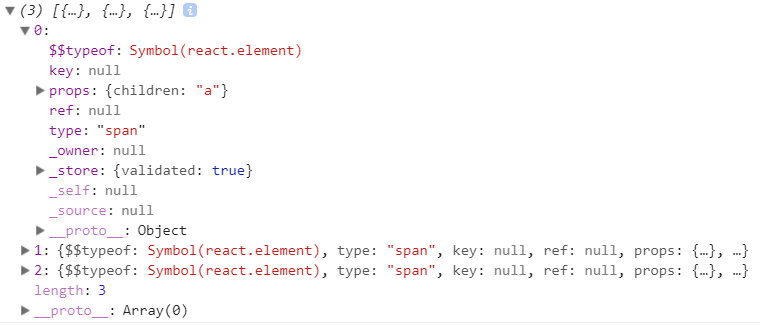 (3) [{…}, {…}, {…}] i
0:
$$typeof: Symbol(react.element)
key: null
props: {children: "a"}
ref: null
type: "span"
_owner: null
_store: {validated: true}
_self: null
_source: null
__proto__: Object
1: {$$typeof: Symbol(react.element), type: "span", key: null, ref: null, props: {…}, …}
2: {$$typeof: Symbol(react.element), type: "span", key: null, ref: null, props: {…}, …}
length: 3
__proto__: Array(0)